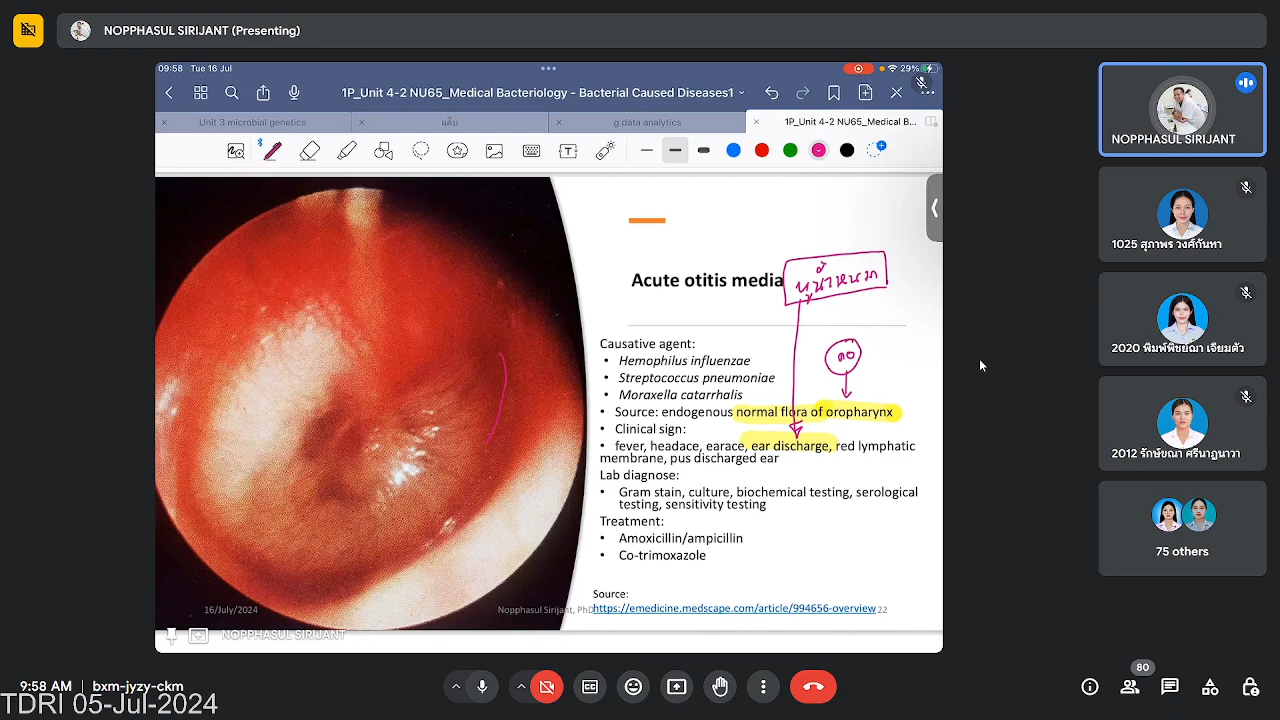 NOPPHASUL SIRIJANT (Presenting)
09:58 Tue 16 Jul
29%
1P_Unit 4-2 NU65_Medical Bacteriology - Bacterial Caused Diseases1
Unit 3 microbial genetics
แล็บ
g data analytics
1P_Unit 4-2 NU65_Medical B...
Acute otitis media
หูน้ำหนวก
Causative agent:
• Hemophilus influenzae
• Streptococcus pneumoniae
คอ
• Moraxella catarrhalis
• Source: endogenous normal flora of oropharynx
• Clinical sign:
• fever, headace, earace, ear discharge, red lymphatic
membrane, pus discharged ear
Lab diagnose:
• Gram stain, culture, biochemical testing, serological
testing, sensitivity testing
Treatment:
• Amoxicillin/ampicillin
• Co-trimoxazole
Source:
https://emedicine.medscape.com/article/994656-overview
16/July/2024
Nopphasul Sirijant, PhD
22
NOPPHASUL SIRIJANT
NOPPHASUL SIRIJANT
1025 สุภาพร วงศ์กันทา
2020 พิมพ์พิชย์ฌา เจียมตัว
2012 รักษ์ขณา ศรีนาฏนาวา
75 others
9:58 AM
bxm-jyzy-ckm
80
TDRI 05-Jul-2024